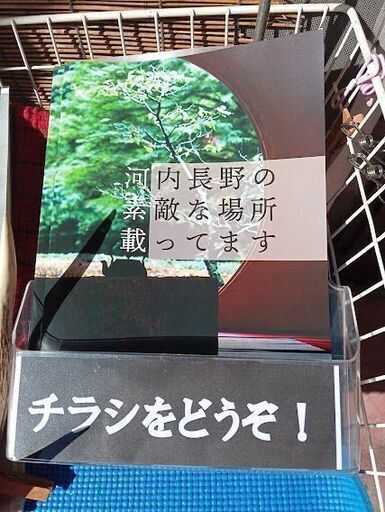 河内長野の
素敵な場所
載ってます
チラシをどうぞ！